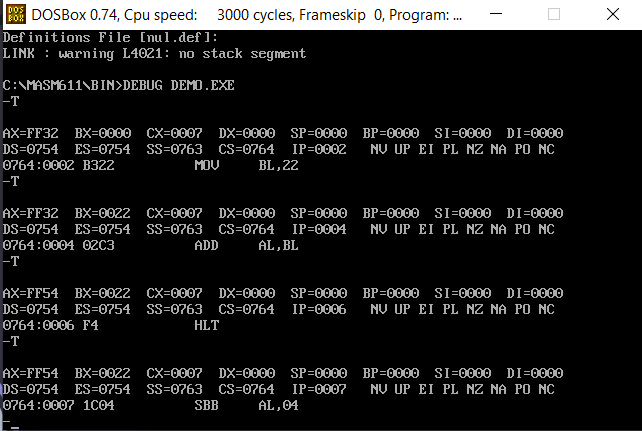 DOS BOX DOSBox 0.74, Cpu speed: 3000 cycles, Frameskip 0, Program: ...
Definitions File [nul.def]:
LINK : warning L4021: no stack segment
C:\MASM611\BIN>DEBUG DEMO.EXE
-T
AX=FF32 BX=0000 CX=0007 DX=0000 SP=0000 BP=0000 SI=0000 DI=0000
DS=0754 ES=0754 SS=0763 CS=0764 IP=0002 NV UP EI PL NZ NA PO NC
0764:0002 B322 MOV BL,22
-T
AX=FF32 BX=0022 CX=0007 DX=0000 SP=0000 BP=0000 SI=0000 DI=0000
DS=0754 ES=0754 SS=0763 CS=0764 IP=0004 NV UP EI PL NZ NA PO NC
0764:0004 02C3 ADD AL,BL
-T
AX=FF54 BX=0022 CX=0007 DX=0000 SP=0000 BP=0000 SI=0000 DI=0000
DS=0754 ES=0754 SS=0763 CS=0764 IP=0006 NV UP EI PL NZ NA PO NC
0764:0006 F4 HLT
-T
AX=FF54 BX=0022 CX=0007 DX=0000 SP=0000 BP=0000 SI=0000 DI=0000
DS=0754 ES=0754 SS=0763 CS=0764 IP=0007 NV UP EI PL NZ NA PO NC
0764:0007 1C04 SBB AL,04
-_